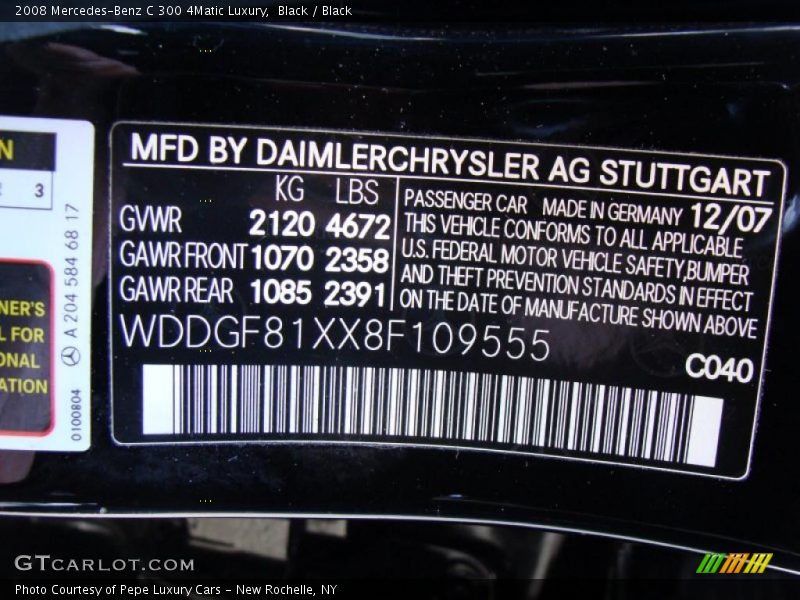 2008 Mercedes-Benz C 300 4Matic Luxury, Black / Black
MFD BY DAIMLERCHRYSLER AG STUTTGART
KG LBS
GVWR 2120 4672
GAWR FRONT 1070 2358
GAWR REAR 1085 2391
PASSENGER CAR MADE IN GERMANY 12/07
THIS VEHICLE CONFORMS TO ALL APPLICABLE
U.S. FEDERAL MOTOR VEHICLE SAFETY,BUMPER
AND THEFT PREVENTION STANDARDS IN EFFECT
ON THE DATE OF MANUFACTURE SHOWN ABOVE
WDDGF81XX8F109555
C040
N
3
NER'S
L FOR
ONAL
ATION
A 204 584 68 17
0100804
GTCARLOT.COM
Photo Courtesy of Pepe Luxury Cars - New Rochelle, NY